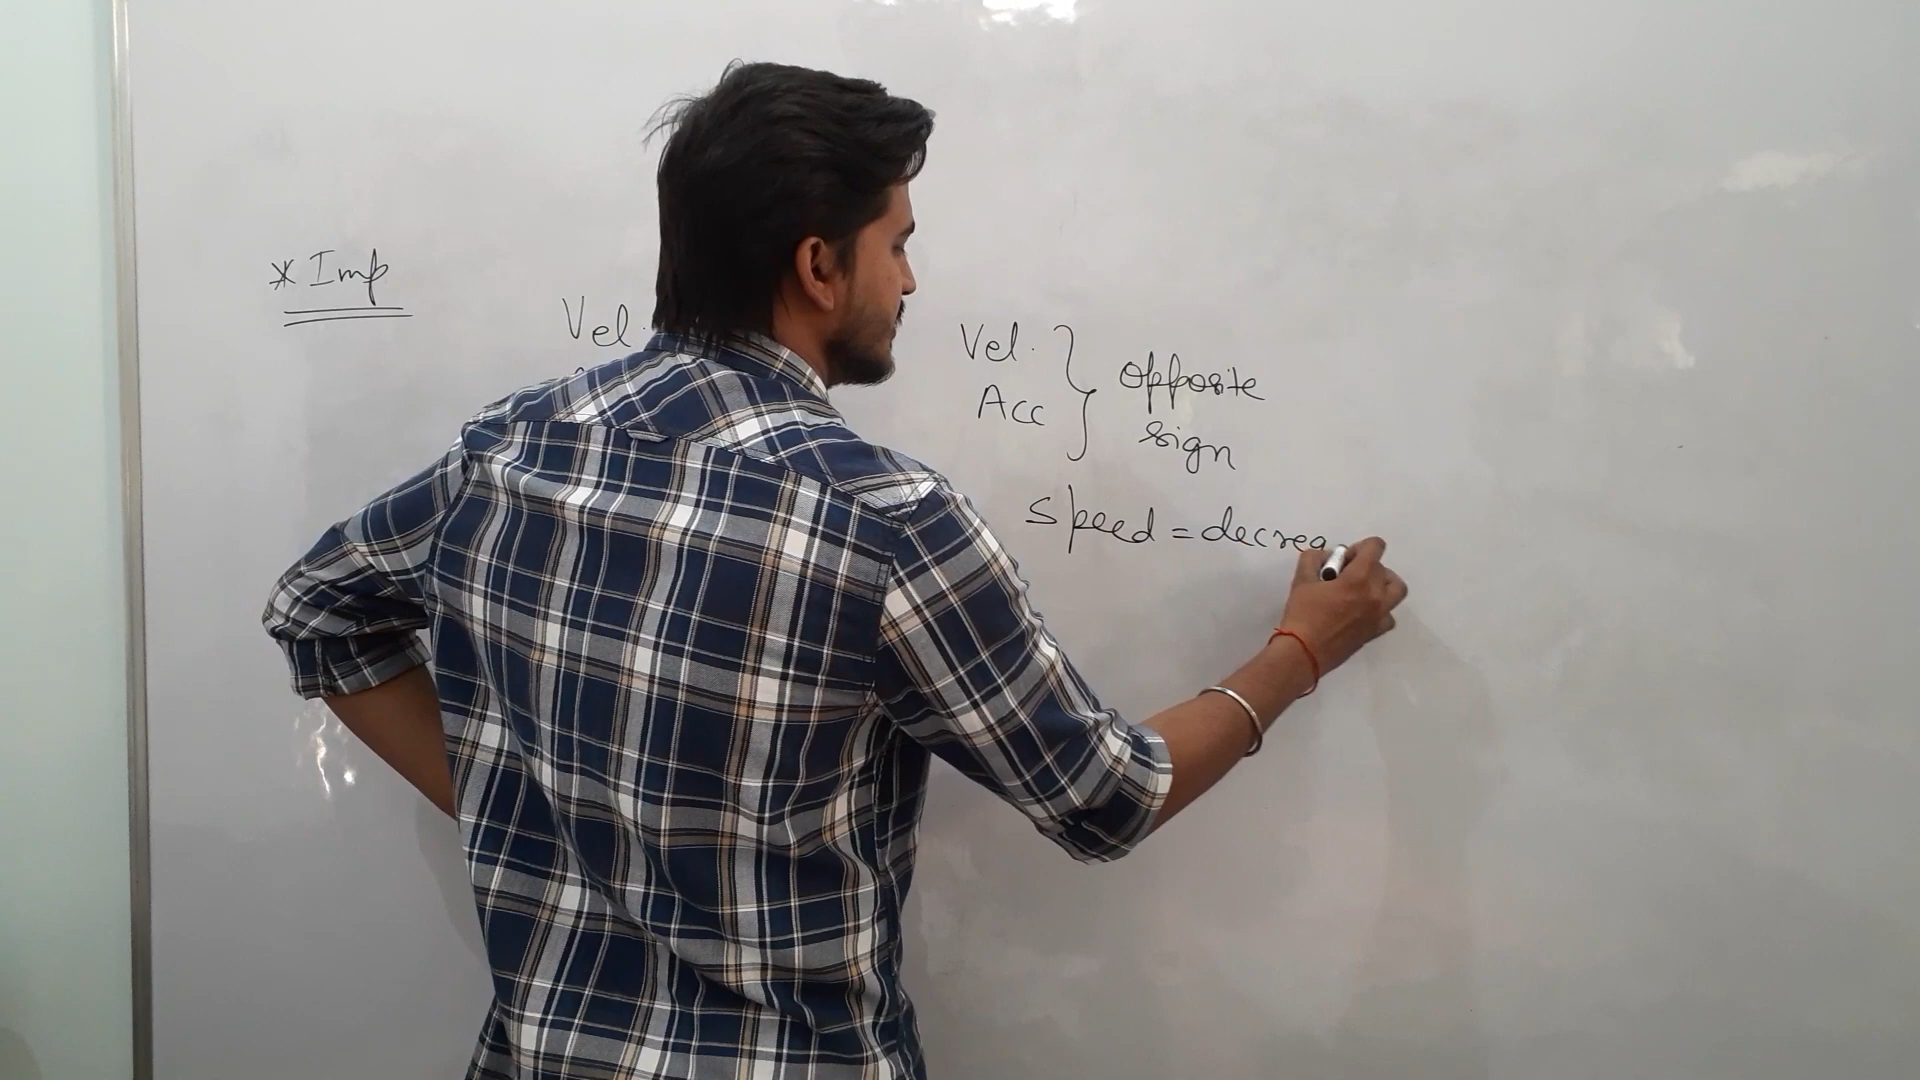 * Imp
Vel.
Vel.
Acc
opposite
sign
speed = decrea